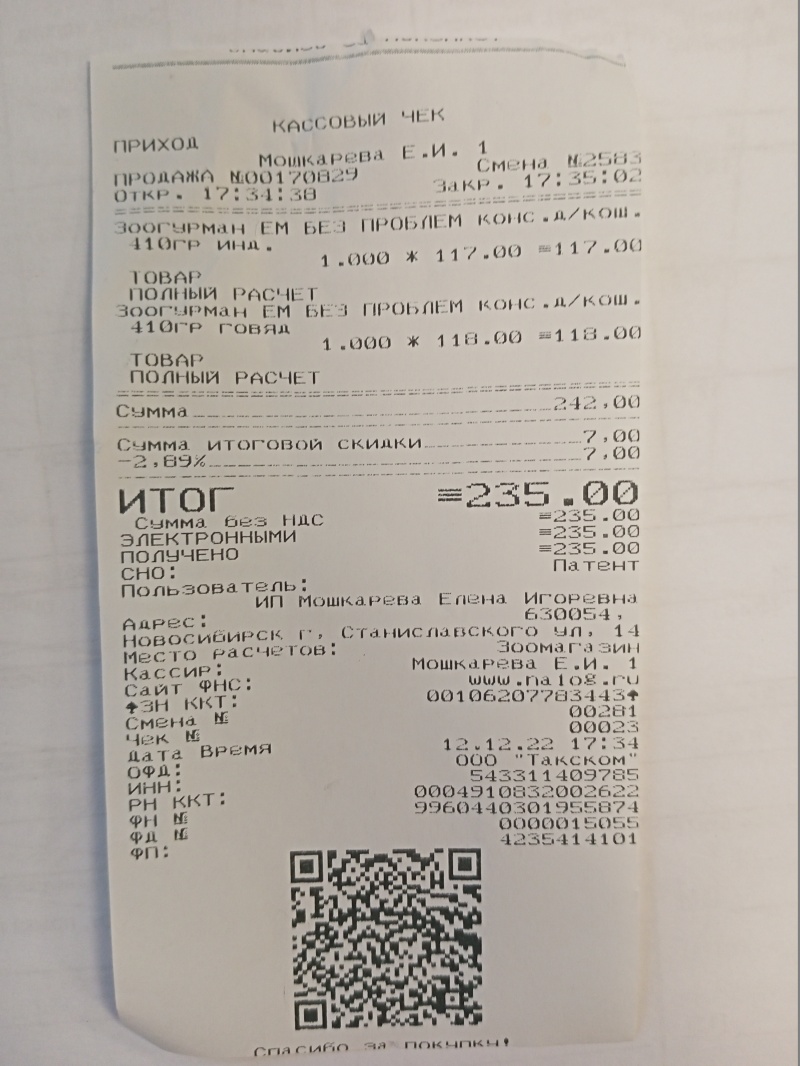 КАССОВЫЙ ЧЕК
ПРИХОД
Мошкарева Е.И. 1
ПРОДАЖА №00170829 Смена №2583
Откр. 17:34:38 Закр. 17:35:02
Зоогурман ЕМ БЕЗ ПРОБЛЕМ КОНС.Д/КОШ.
410ГР ИНД.
1.000 * 117.00 =117.00
ТОВАР
ПОЛНЫЙ РАСЧЕТ
Зоогурман ЕМ БЕЗ ПРОБЛЕМ КОНС.Д/КОШ.
410ГР ГОВЯД
1.000 * 118.00 =118.00
ТОВАР
ПОЛНЫЙ РАСЧЕТ
Сумма 242,00
Сумма итоговой скидки 7,00
-2,89% 7,00
ИТОГ =235.00
Сумма без НДС =235.00
ЭЛЕКТРОННЫМИ =235.00
ПОЛУЧЕНО =235.00
СНО: Патент
Пользователь:
ИП Мошкарева Елена Игоревна
Адрес: 630054,
Новосибирск г, Станиславского ул, 14
Место расчетов: Зоомагазин
Кассир: Мошкарева Е.И. 1
Сайт ФНС: www.nalog.ru
↑ЗН ККТ: 00106207783443↑
Смена № 00281
Чек № 00023
Дата Время 12.12.22 17:34
ОФД: ООО "Такском"
ИНН: 543311409785
РН ККТ: 0004910832002622
ФН № 9960440301955874
ФД № 0000015055
ФП: 4235414101
Спасибо за покупку!